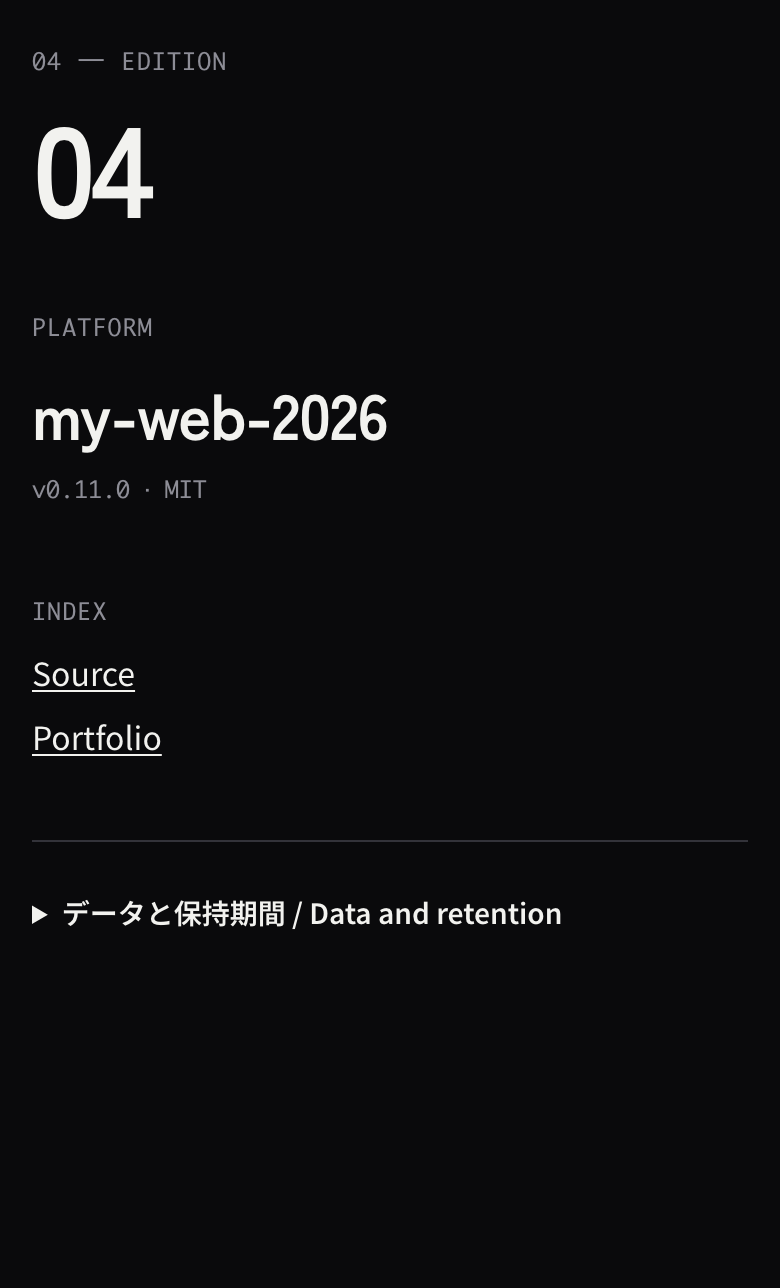 04 — EDITION
04
PLATFORM
my-web-2026
v0.11.0 · MIT
INDEX
Source
Portfolio
データと保持期間 / Data and retention